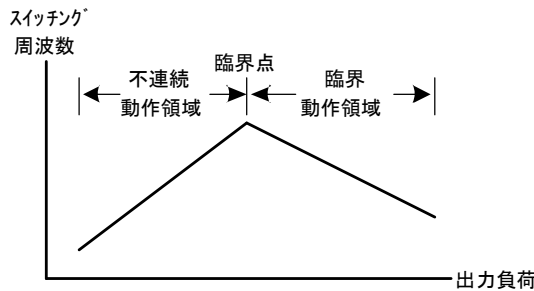 スイッチング
周波数
不連続
動作領域
臨界点
臨界
動作領域
出力負荷